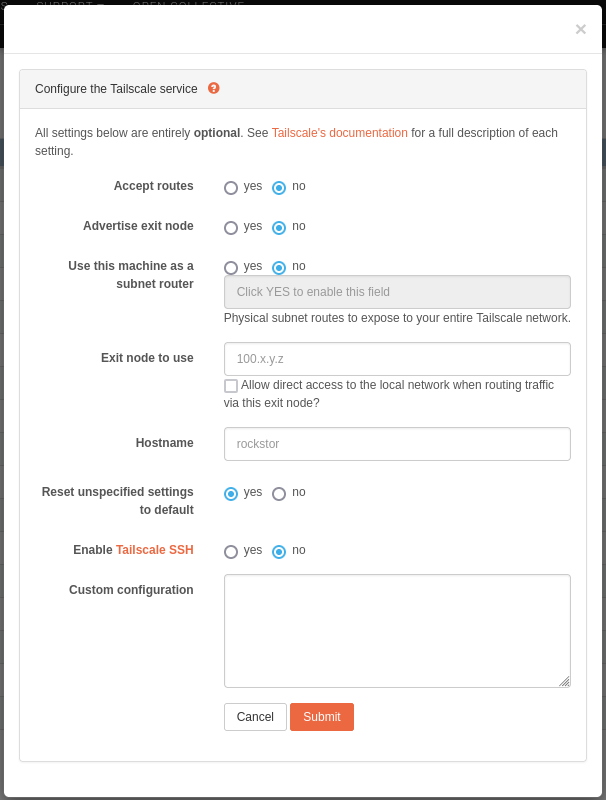 SUPPORT
OPEN COLLECTIVE
×
Configure the Tailscale service ?
All settings below are entirely optional. See Tailscale's documentation for a full description of each
setting.
Accept routes yes no
Advertise exit node yes no
Use this machine as a yes no
subnet router
Click YES to enable this field
Physical subnet routes to expose to your entire Tailscale network.
Exit node to use 100.x.y.z
Allow direct access to the local network when routing traffic
via this exit node?
Hostname rockstor
Reset unspecified settings yes no
to default
Enable Tailscale SSH yes no
Custom configuration
Cancel Submit